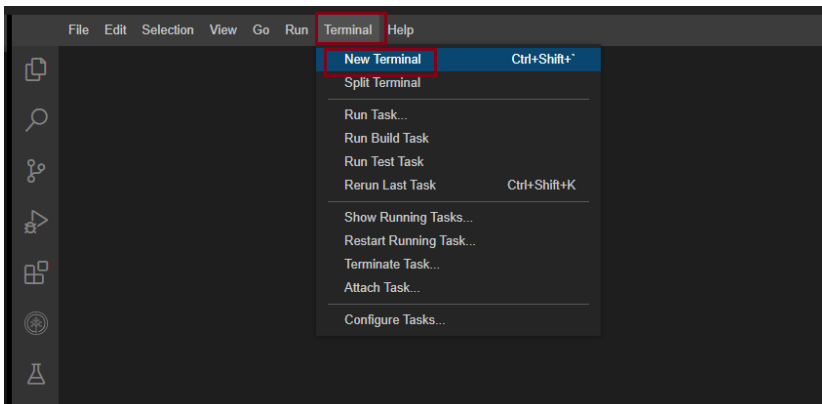 File Edit Selection View Go Run Terminal Help
New Terminal Ctrl+Shift+`
Split Terminal
Run Task...
Run Build Task
Run Test Task
Rerun Last Task Ctrl+Shift+K
Show Running Tasks...
Restart Running Task...
Terminate Task...
Attach Task...
Configure Tasks...